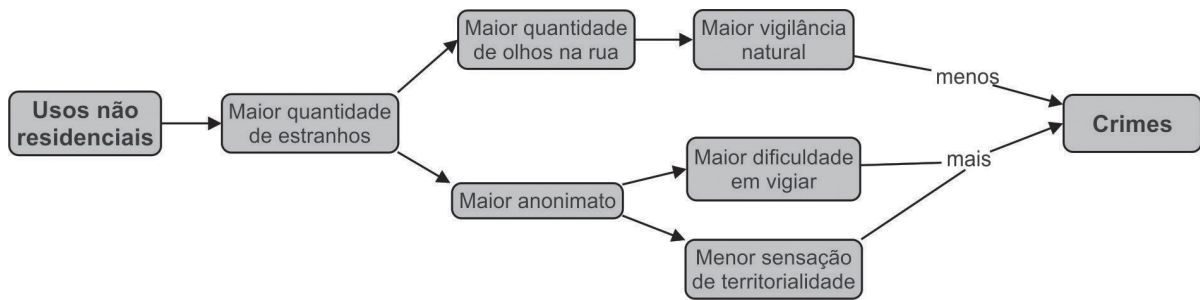 Usos não
residenciais
Maior quantidade
de estranhos
Maior quantidade
de olhos na rua
Maior vigilância
natural
menos
Maior anonimato
Maior dificuldade
em vigiar
Menor sensação
de territorialidade
mais
Crimes